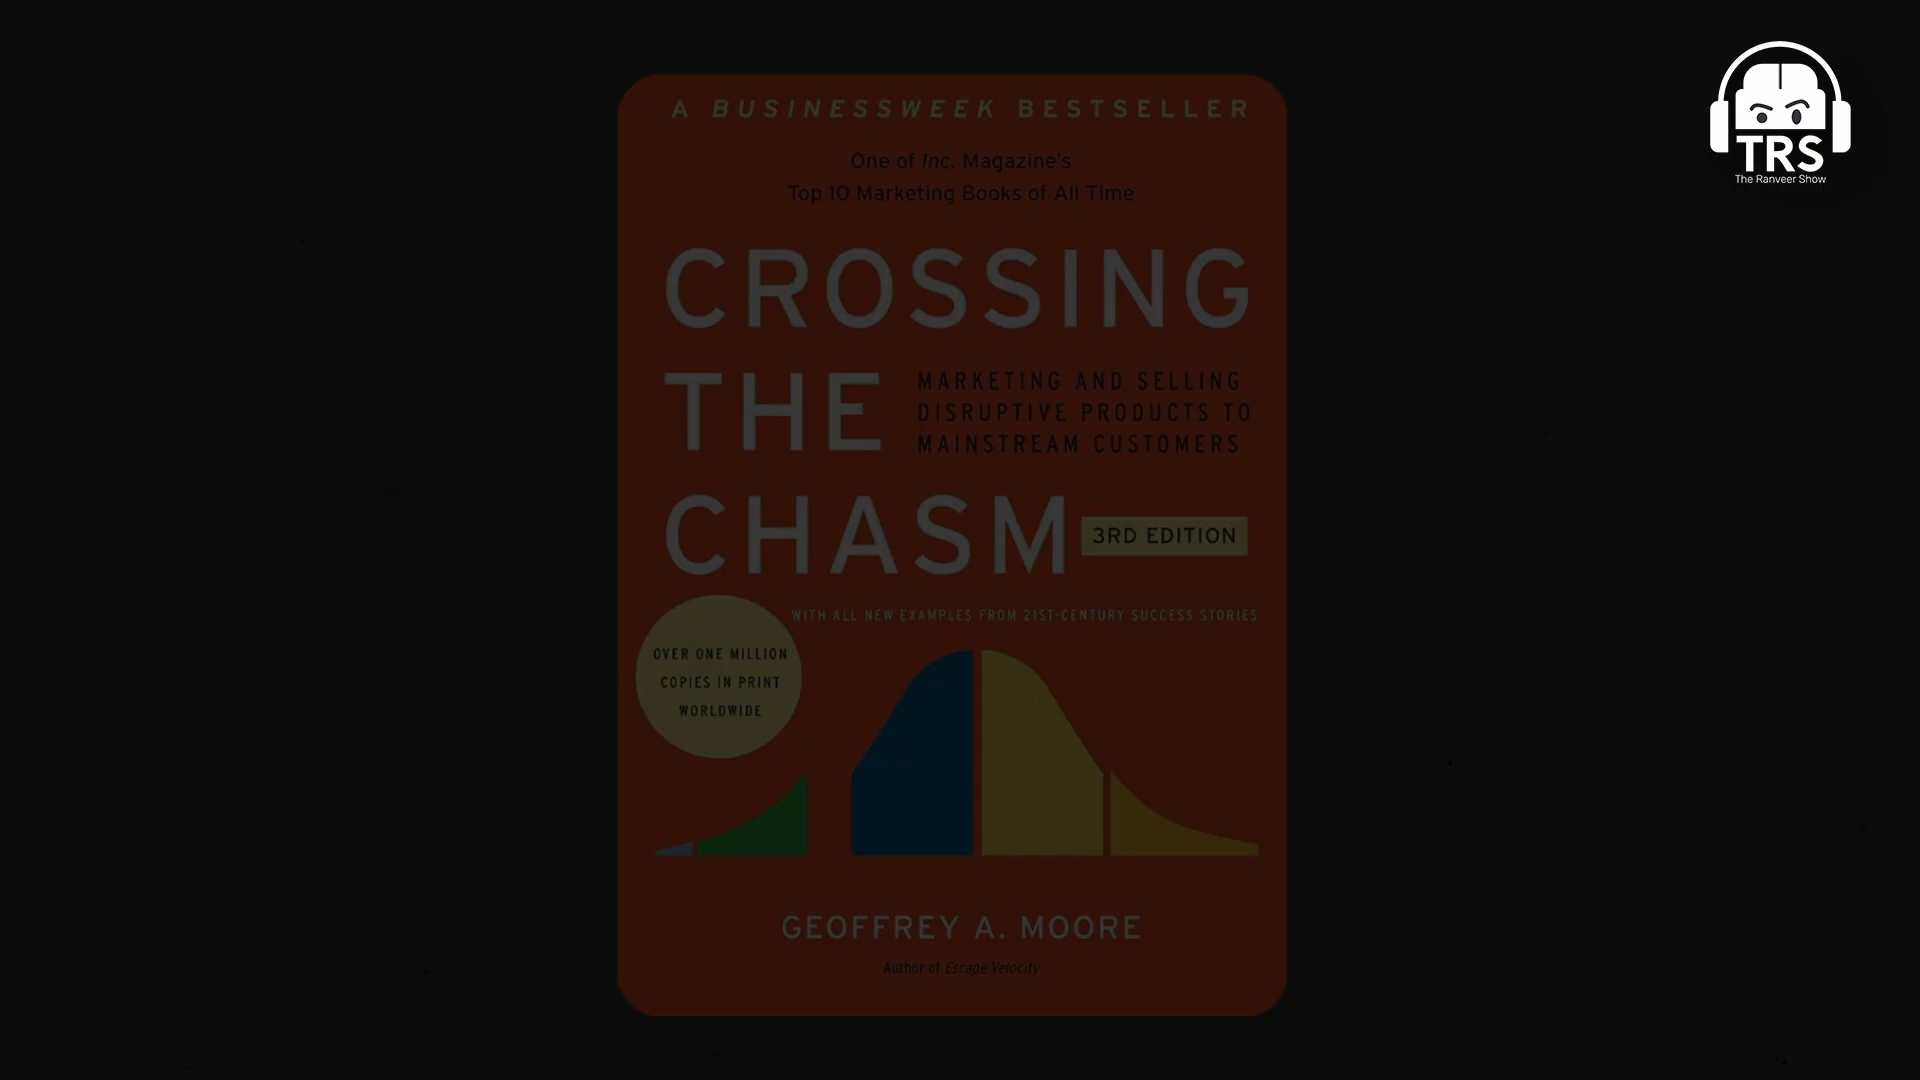 A BUSINESSWEEK BESTSELLER
One of Inc. Magazine's
Top 10 Marketing Books of All Time
CROSSING
THE
MARKETING AND SELLING
DISRUPTIVE PRODUCTS TO
MAINSTREAM CUSTOMERS
CHASM
3RD EDITION
WITH ALL NEW EXAMPLES FROM 21ST-CENTURY SUCCESS STORIES
OVER ONE MILLION
COPIES IN PRINT
WORLDWIDE
GEOFFREY A. MOORE
Author of Escape Velocity
TRS
The Ranveer Show